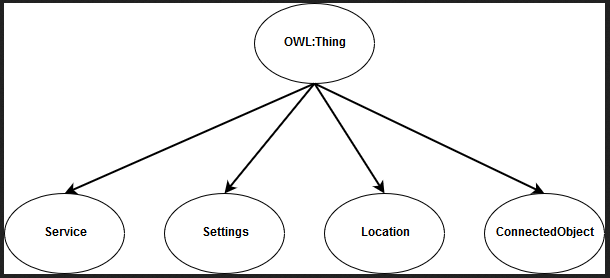 OWL:Thing
Service
Settings
Location
ConnectedObject